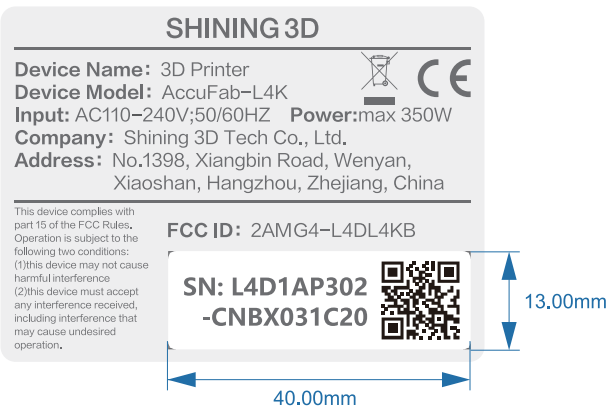 SHINING 3D
Device Name: 3D Printer
Device Model: AccuFab-L4K
Input: AC110-240V;50/60HZ Power:max 350W
Company: Shining 3D Tech Co., Ltd.
Address: No.1398, Xiangbin Road, Wenyan,
Xiaoshan, Hangzhou, Zhejiang, China
This device complies with
part 15 of the FCC Rules.
Operation is subject to the
following two conditions:
(1)this device may not cause
harmful interference
(2)this device must accept
any interference received,
including interference that
may cause undesired
operation.
FCC ID: 2AMG4-L4DL4KB
SN: L4D1AP302
-CNBX031C20
13.00mm
40.00mm